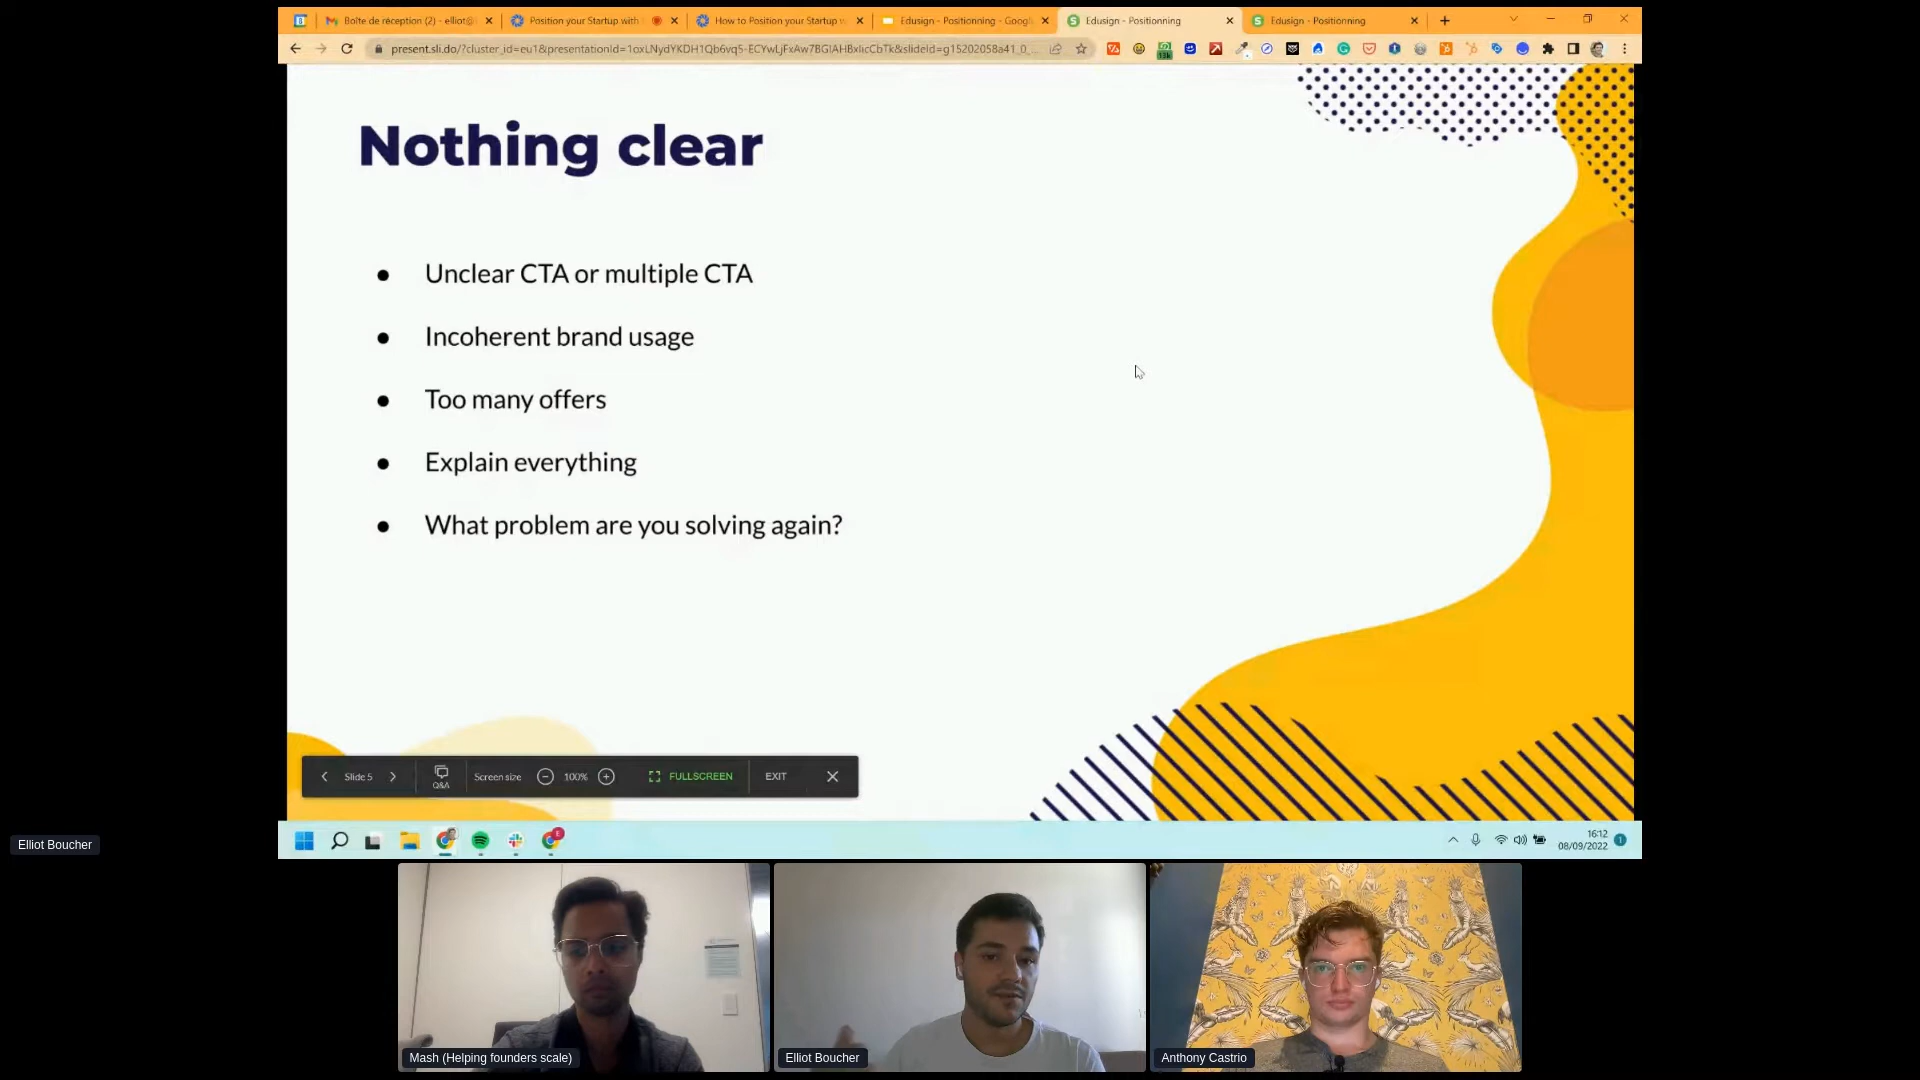 Boîte de réception (2) - elliot@
Position your Startup with
How to Position your Startup w
Edusign - Positionning - Googl
Edusign - Positionning
Edusign - Positionning
present.sli.do/?cluster_id=eu1&presentationId=1oxLNydYKDH1Qb6vq5-ECYwLjFxAw7BGIAHBxlicCbTk&slideId=g15202058a41_0_...
Nothing clear
● Unclear CTA or multiple CTA
● Incoherent brand usage
● Too many offers
● Explain everything
● What problem are you solving again?
Slide 5
Q&A
Screen size
100%
FULLSCREEN
EXIT
16:12
08/09/2022
1
Elliot Boucher
Mash (Helping founders scale)
Elliot Boucher
Anthony Castrio